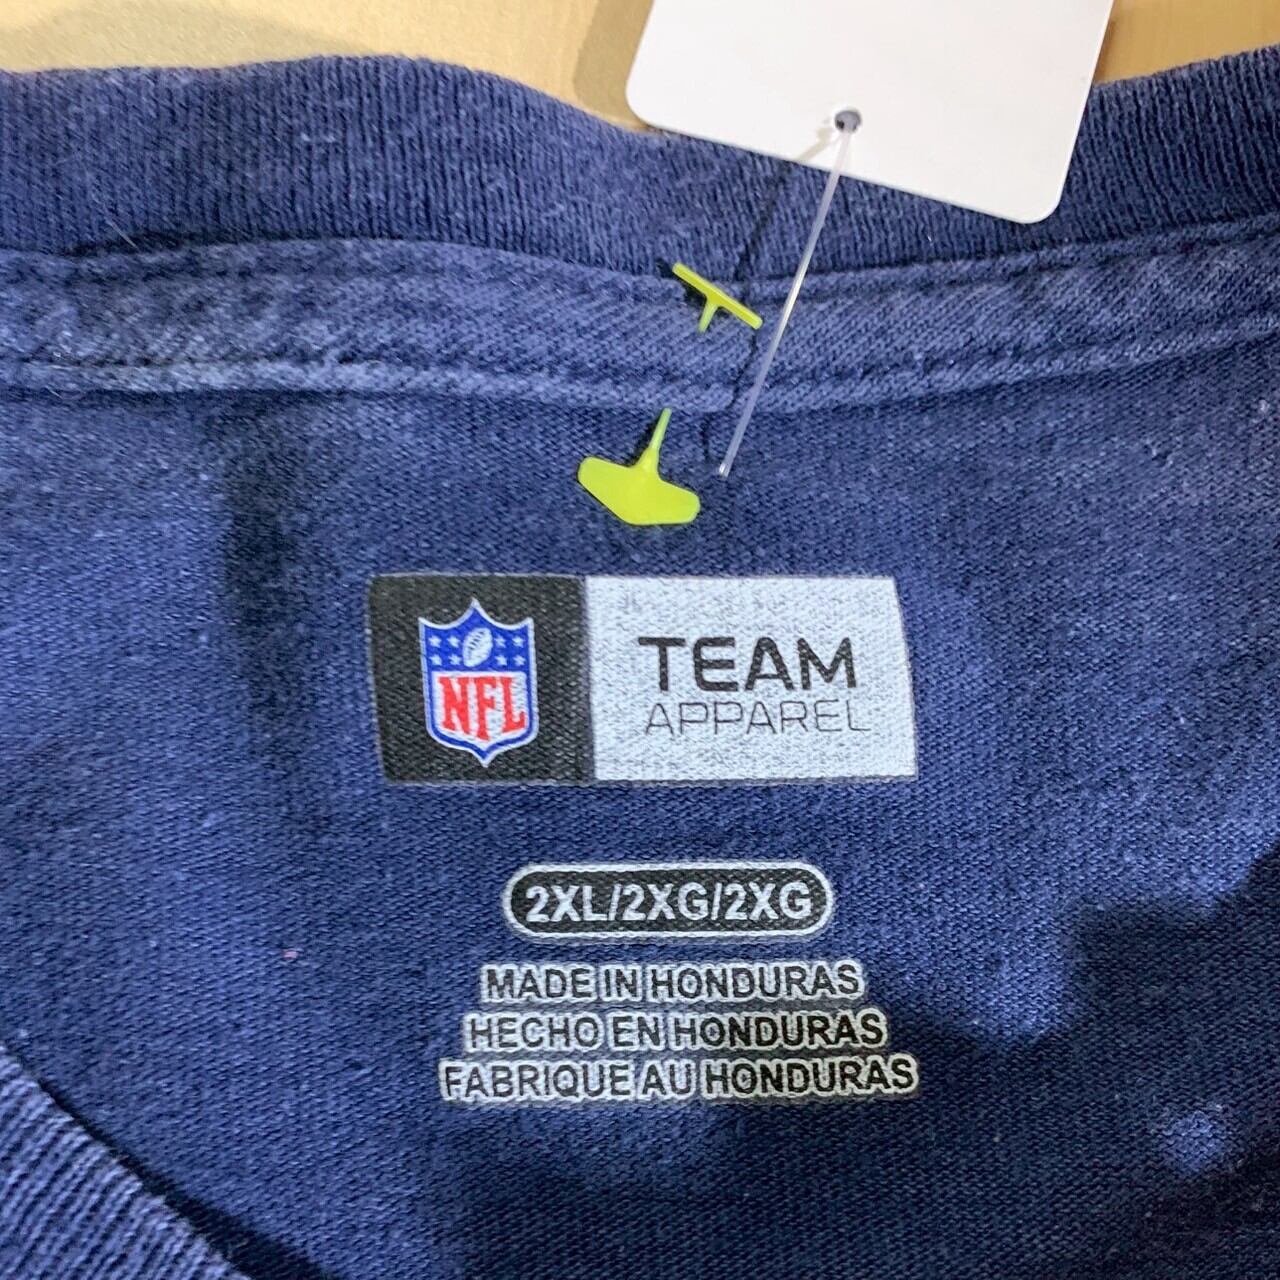 NFL
TEAM
APPAREL
2XL/2XG/2XG
MADE IN HONDURAS
HECHO EN HONDURAS
FABRIQUE AU HONDURAS